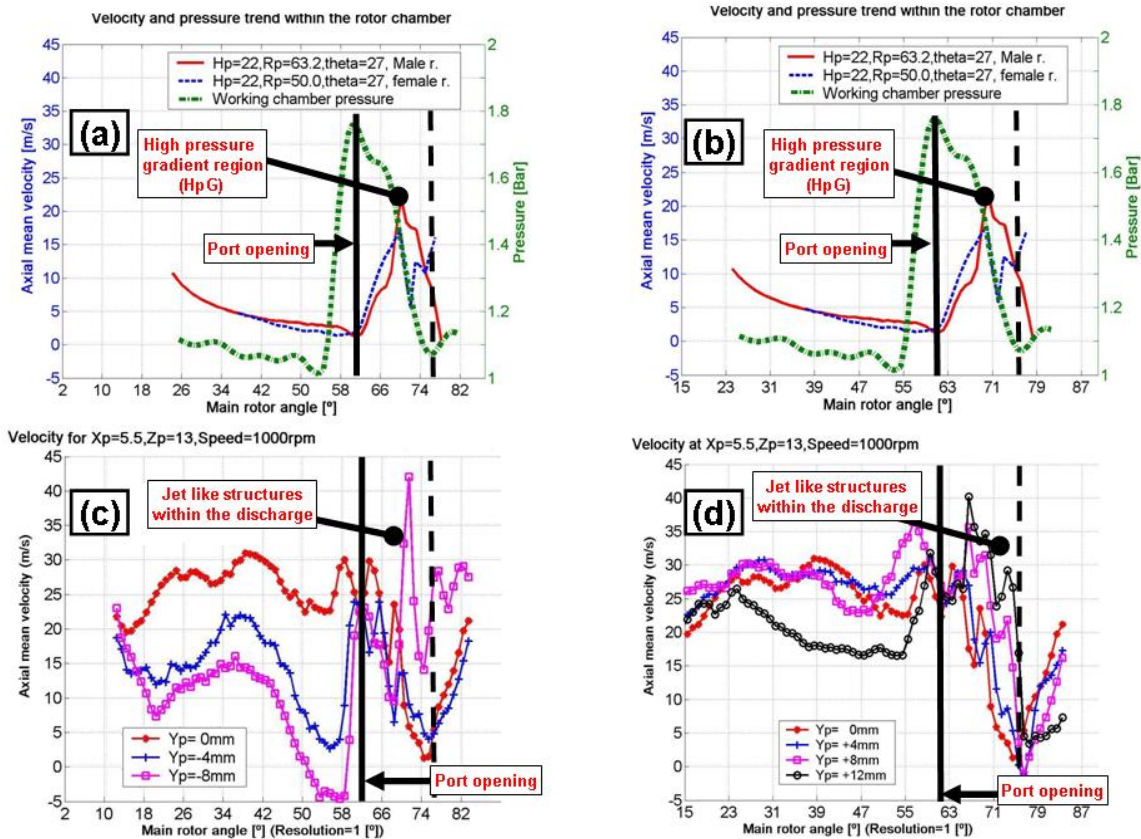 Velocity and pressure trend within the rotor chamber
45
40
35
30
25
20
15
10
5
0
-5
Axial mean velocity [m/s]
Hp=22,Rp=63.2,theta=27, Male r.
Hp=22,Rp=50.0,theta=27, female r.
Working chamber pressure
(a)
High pressure
gradient region
(HpG)
Port opening
2
1.8
1.6
1.4
1.2
1
Pressure [Bar]
2 10 18 26 34 42 50 58 66 74 82
Main rotor angle [º]
Velocity and pressure trend within the rotor chamber
45
40
35
30
25
20
15
10
5
0
-5
Axial mean velocity [m/s]
Hp=22,Rp=63.2,theta=27, Male r.
Hp=22,Rp=50.0,theta=27, female r.
Working chamber pressure
(b)
High pressure
gradient region
(HpG)
Port opening
2
1.8
1.6
1.4
1.2
1
Pressure [Bar]
15 23 31 39 47 55 63 71 79 87
Main rotor angle [º]
Velocity for Xp=5.5,Zp=13,Speed=1000rpm
45
40
35
30
25
20
15
10
5
0
-5
Axial mean velocity (m/s)
(c)
Jet like structures
within the discharge
Yp= 0mm
Yp=-4mm
Yp=-8mm
Port opening
2 10 18 26 34 42 50 58 66 74 82
Main rotor angle [º] (Resolution=1 [º])
Velocity at Xp=5.5,Zp=13,Speed=1000rpm
45
40
35
30
25
20
15
10
5
0
-5
Axial mean velocity (m/s)
(d)
Jet like structures
within the discharge
Yp= 0mm
Yp= +4mm
Yp= +8mm
Yp= +12mm
Port opening
15 23 31 39 47 55 63 71 79 87
Main rotor angle [º] (Resolution=1 [º])